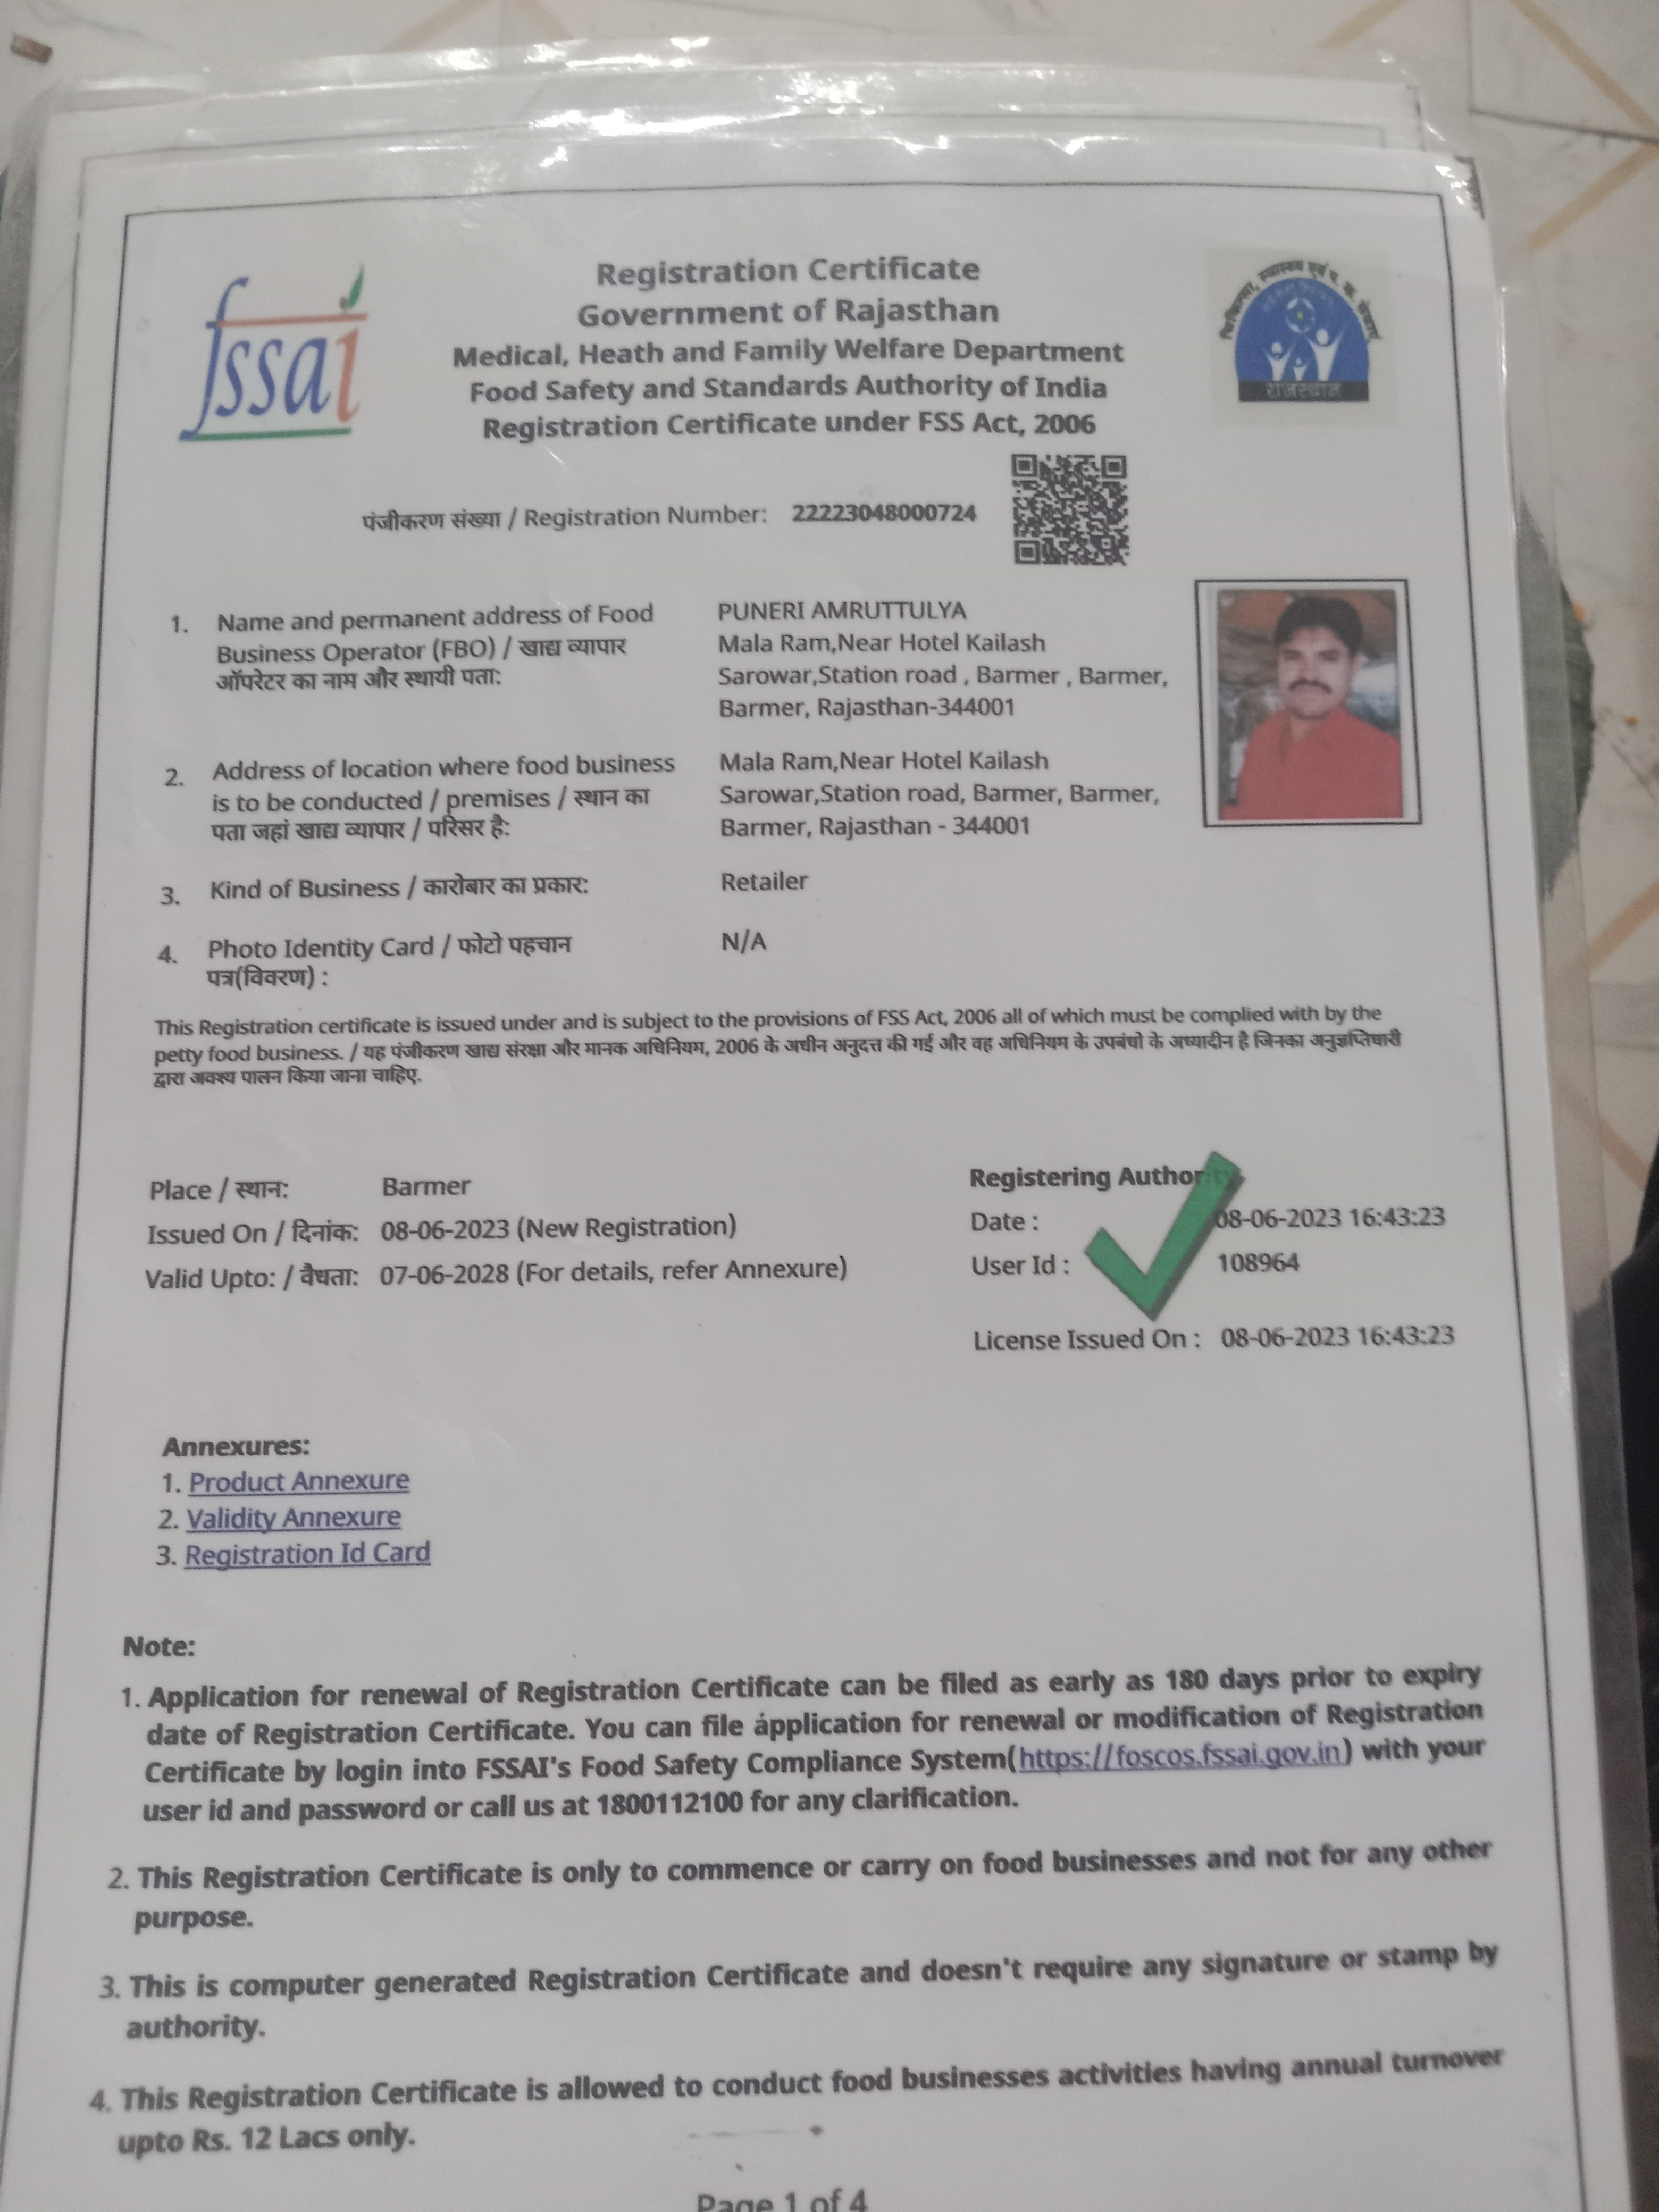 fssai
Registration Certificate
Government of Rajasthan
Medical, Heath and Family Welfare Department
Food Safety and Standards Authority of India
Registration Certificate under FSS Act, 2006
चिकित्सा, स्वास्थ्य एवं प. क. सेवाएं
राजस्थान
पंजीकरण संख्या / Registration Number: 22223048000724
1. Name and permanent address of Food
Business Operator (FBO) / खाद्य व्यापार
ऑपरेटर का नाम और स्थायी पता:
PUNERI AMRUTTULYA
Mala Ram,Near Hotel Kailash
Sarowar,Station road , Barmer , Barmer,
Barmer, Rajasthan-344001
2. Address of location where food business
is to be conducted / premises / स्थान का
पता जहां खाद्य व्यापार / परिसर है:
Mala Ram,Near Hotel Kailash
Sarowar,Station road, Barmer, Barmer,
Barmer, Rajasthan - 344001
3. Kind of Business / कारोबार का प्रकार: Retailer
4. Photo Identity Card / फोटो पहचान
पत्र(विवरण) :
N/A
This Registration certificate is issued under and is subject to the provisions of FSS Act, 2006 all of which must be complied with by the
petty food business. / यह पंजीकरण खाद्य संरक्षा और मानक अधिनियम, 2006 के अधीन अनुदत्त की गई और वह अधिनियम के उपबंधो के अध्यादीन है जिनका अनुज्ञप्तिधारी
द्वारा अवश्य पालन किया जाना चाहिए.
Place / स्थान: Barmer
Issued On / दिनांक: 08-06-2023 (New Registration)
Valid Upto: / वैधता: 07-06-2028 (For details, refer Annexure)
Registering Authority
Date : 08-06-2023 16:43:23
User Id : 108964
License Issued On : 08-06-2023 16:43:23
Annexures:
1. Product Annexure
2. Validity Annexure
3. Registration Id Card
Note:
1. Application for renewal of Registration Certificate can be filed as early as 180 days prior to expiry
date of Registration Certificate. You can file application for renewal or modification of Registration
Certificate by login into FSSAI's Food Safety Compliance System(https://foscos.fssai.gov.in) with your
user id and password or call us at 1800112100 for any clarification.
2. This Registration Certificate is only to commence or carry on food businesses and not for any other
purpose.
3. This is computer generated Registration Certificate and doesn't require any signature or stamp by
authority.
4. This Registration Certificate is allowed to conduct food businesses activities having annual turnover
upto Rs. 12 Lacs only.
Page 1 of 4